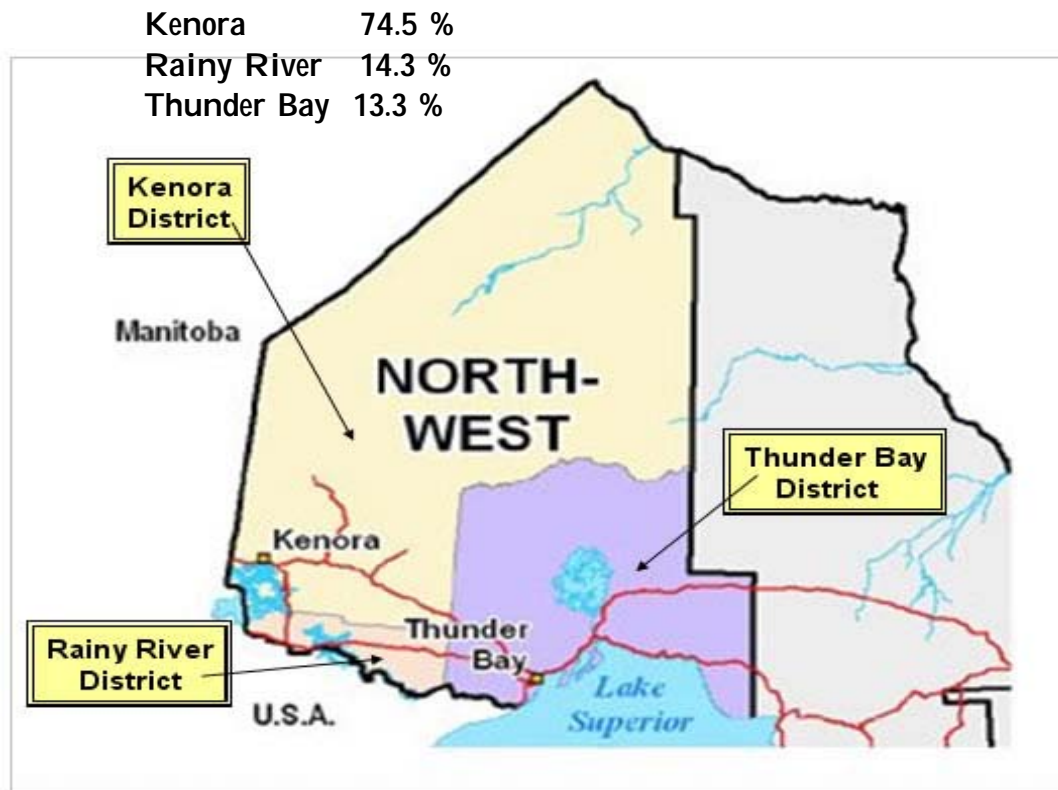 Kenora 74.5 %
Rainy River 14.3 %
Thunder Bay 13.3 %
Kenora
District
Manitoba
NORTH-
WEST
Thunder Bay
District
Kenora
Thunder
Bay
Rainy River
District
Lake
Superior
U.S.A.